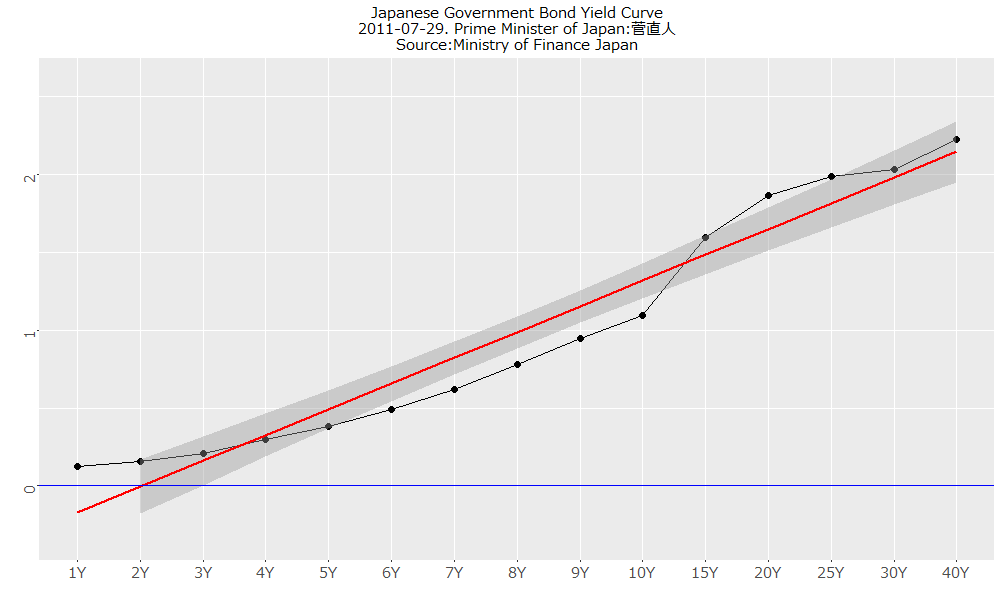 Japanese Government Bond Yield Curve
2011-07-29. Prime Minister of Japan:菅直人
Source:Ministry of Finance Japan
2
1
0
1Y 2Y 3Y 4Y 5Y 6Y 7Y 8Y 9Y 10Y 15Y 20Y 25Y 30Y 40Y